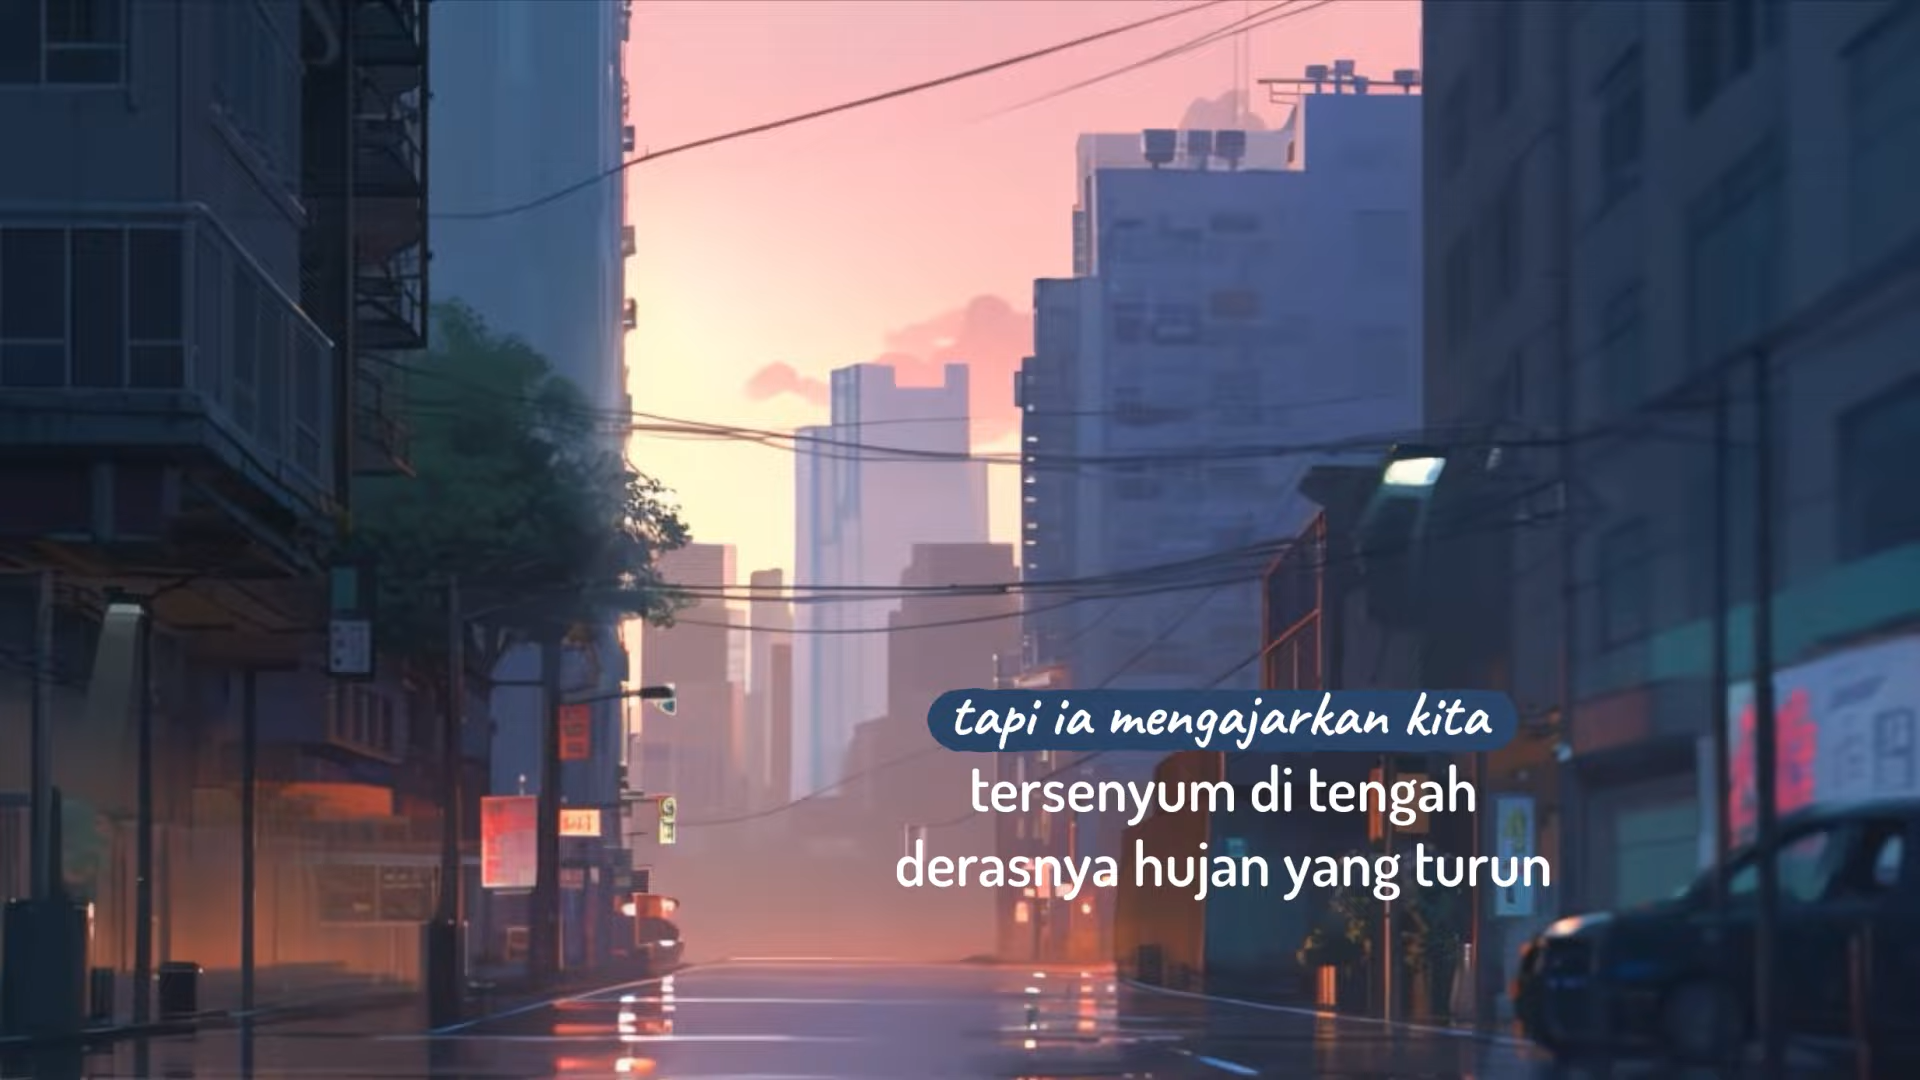 tapi ia mengajarkan kita
tersenyum di tengah
derasnya hujan yang turun